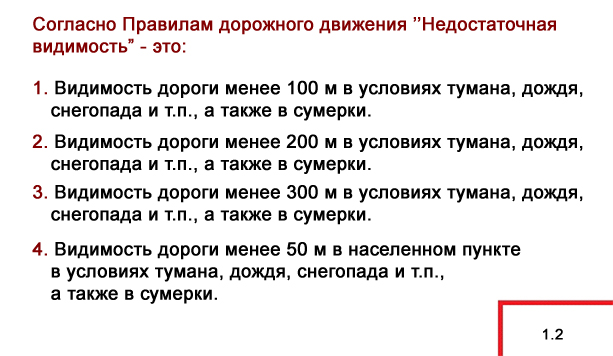 Согласно Правилам дорожного движения ’’Недостаточная
видимость” - это:
1. Видимость дороги менее 100 м в условиях тумана, дождя,
снегопада и т.п., а также в сумерки.
2. Видимость дороги менее 200 м в условиях тумана, дождя,
снегопада и т.п., а также в сумерки.
3. Видимость дороги менее 300 м в условиях тумана, дождя,
снегопада и т.п., а также в сумерки.
4. Видимость дороги менее 50 м в населенном пункте
в условиях тумана, дождя, снегопада и т.п.,
а также в сумерки.
1.2